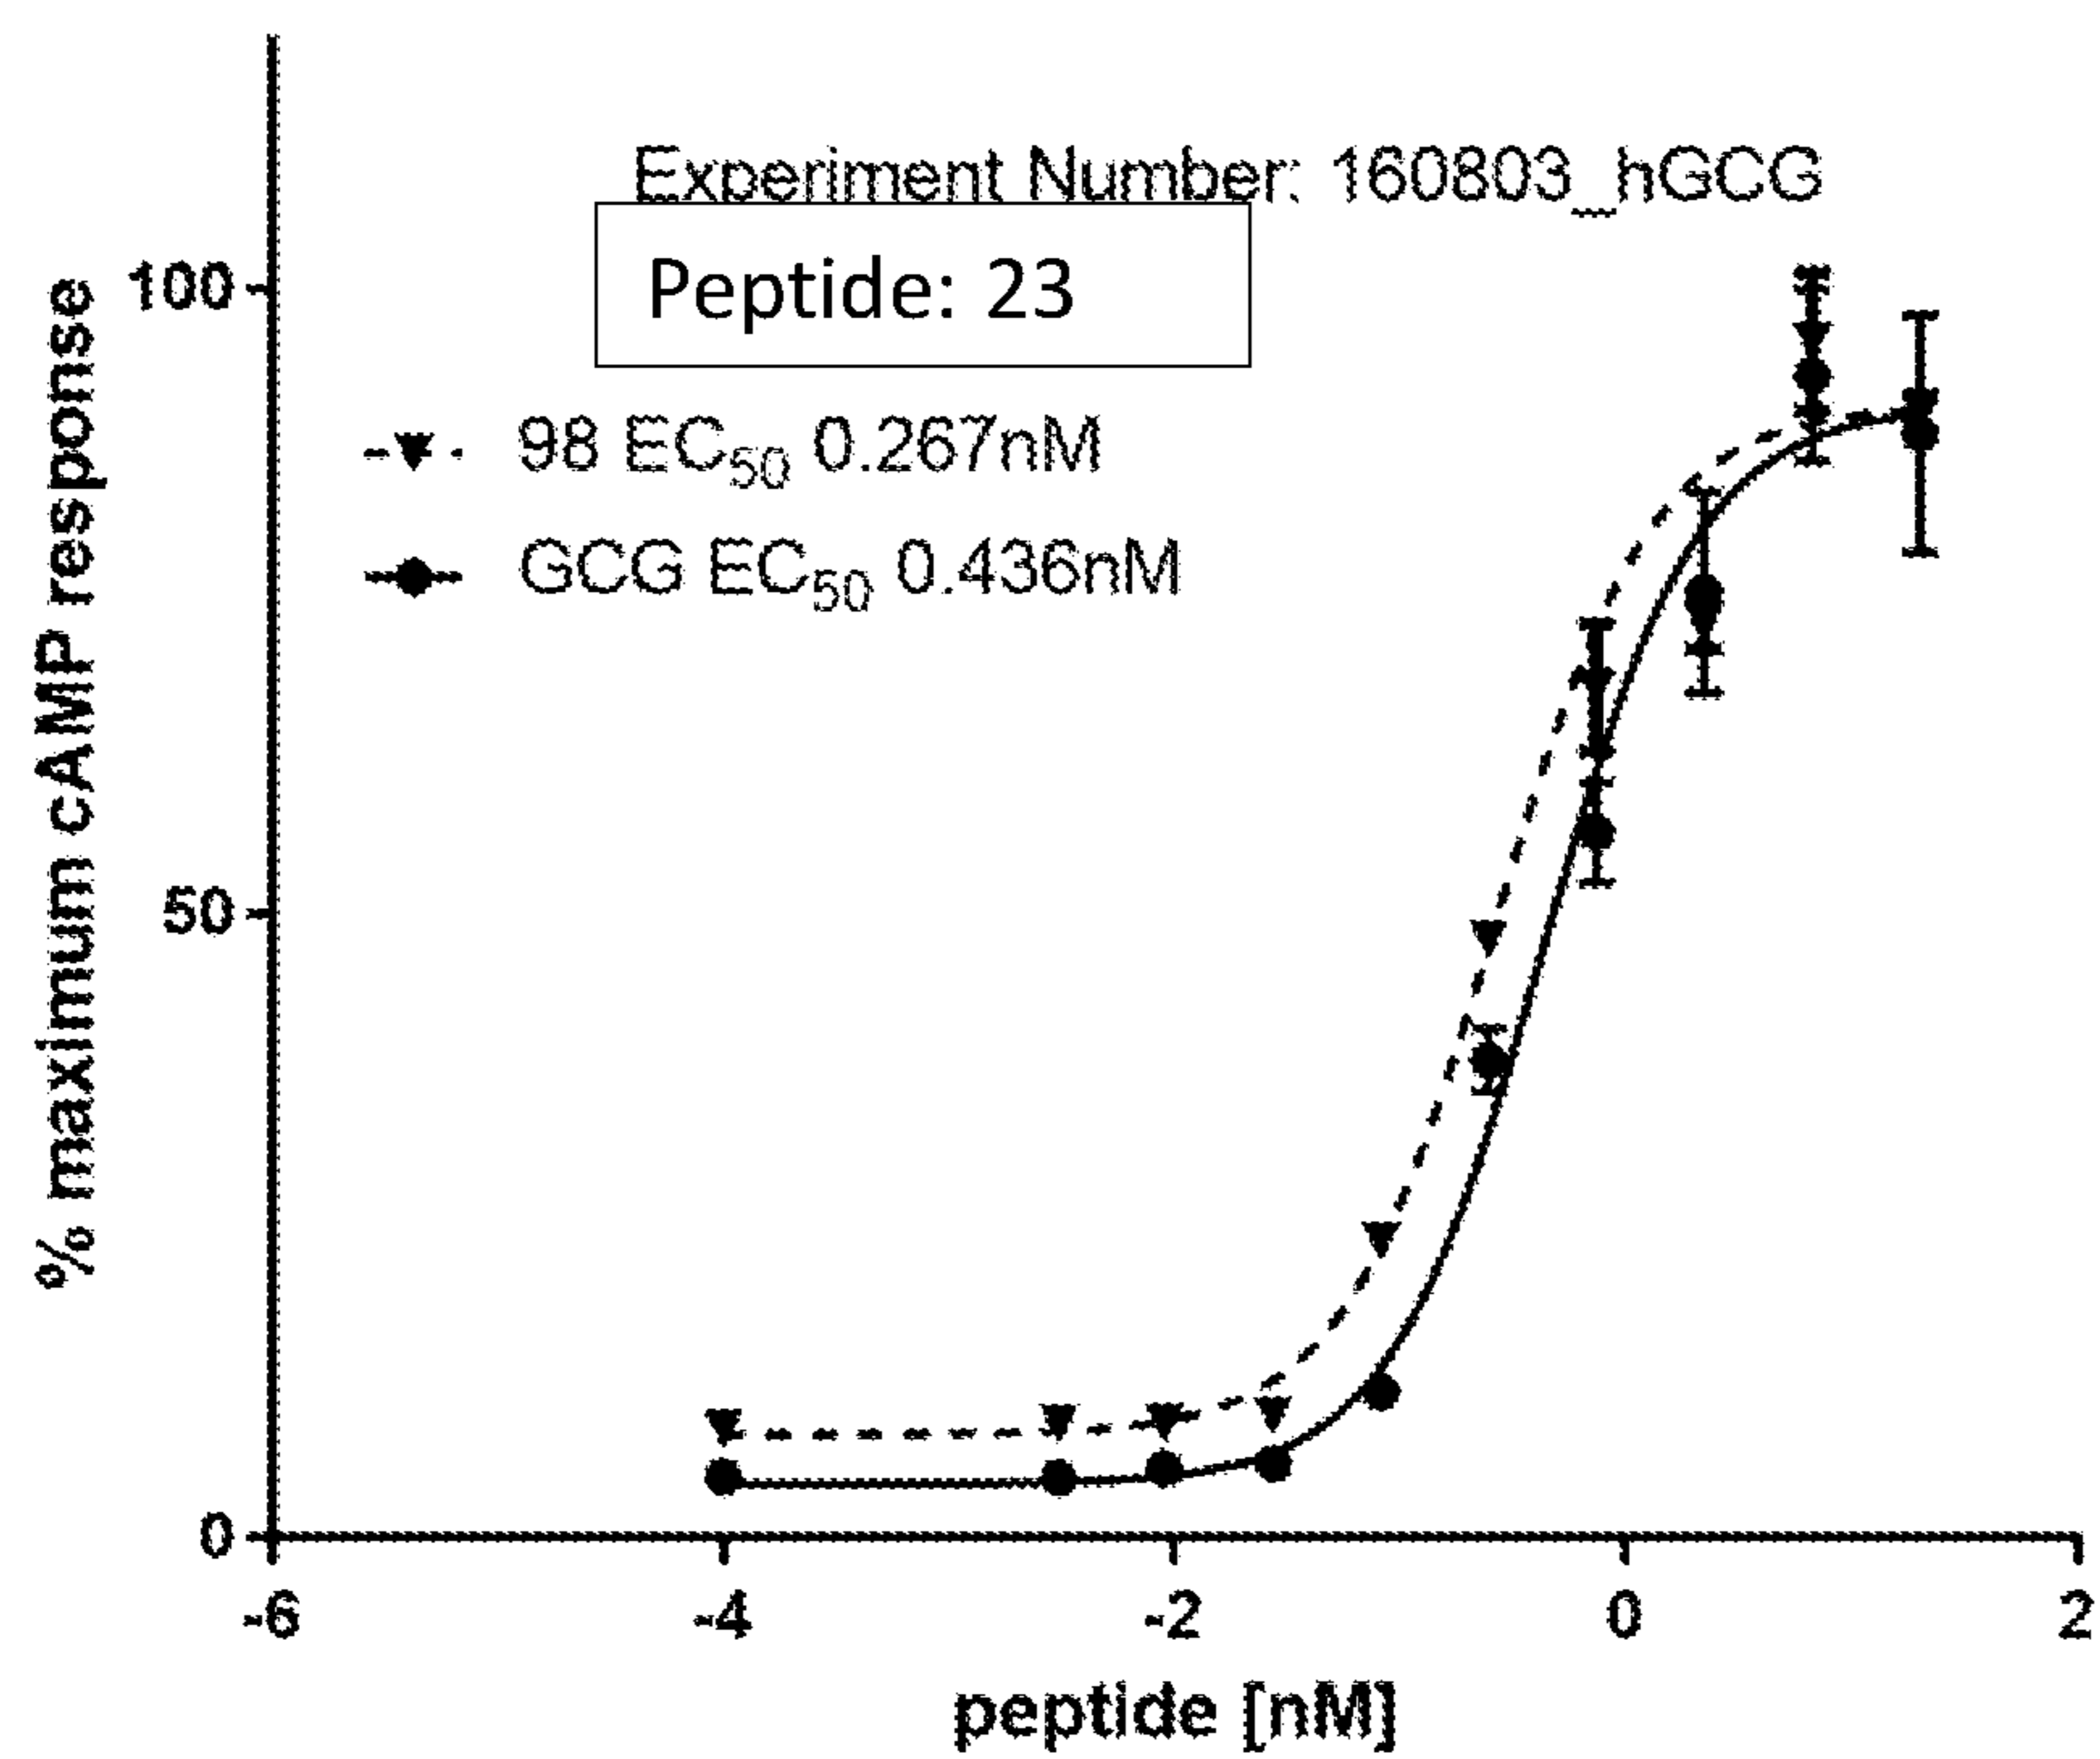 Experiment Number: 160803_hGCG
Peptide: 23
98 EC50 0.267nM
GCG EC50 0.436nM
% maximum cAMP response
100
50
0
-6 -4 -2 0 2
peptide [nM]